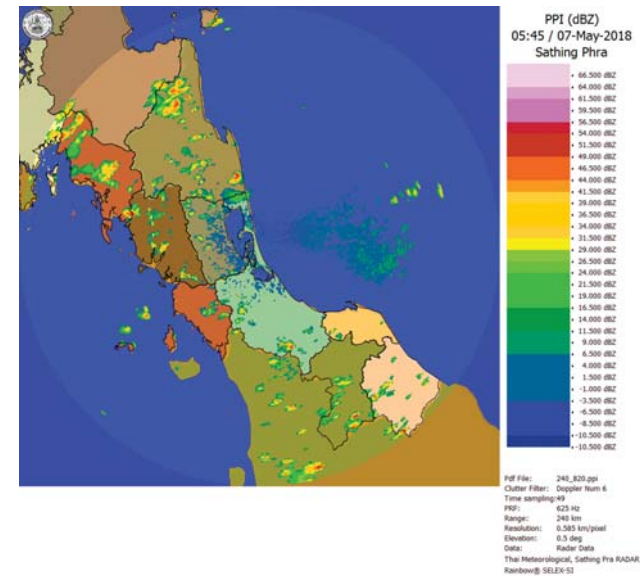 PPI (dBZ)
05:45 / 07-May-2018
Sathing Phra
66.500 dBZ
64.000 dBZ
61.500 dBZ
59.500 dBZ
56.500 dBZ
54.000 dBZ
51.500 dBZ
49.000 dBZ
46.500 dBZ
44.000 dBZ
41.500 dBZ
39.000 dBZ
36.500 dBZ
34.000 dBZ
31.500 dBZ
29.000 dBZ
26.500 dBZ
24.000 dBZ
21.500 dBZ
19.000 dBZ
16.500 dBZ
14.000 dBZ
11.500 dBZ
9.000 dBZ
6.500 dBZ
4.000 dBZ
1.500 dBZ
-1.000 dBZ
-3.500 dBZ
-6.500 dBZ
-8.500 dBZ
-10.500 dBZ
-10.500 dBZ
Pdf File: 240_820.ppi
Clutter Filter: Doppler Num 6
Time sampling:49
PRF: 625 Hz
Range: 240 km
Resolution: 0.585 km/pixel
Elevation: 0.5 deg
Data: Radar Data
Thai Meteorological, Sathing Pra RADAR
Rainbow® SELEX-SI